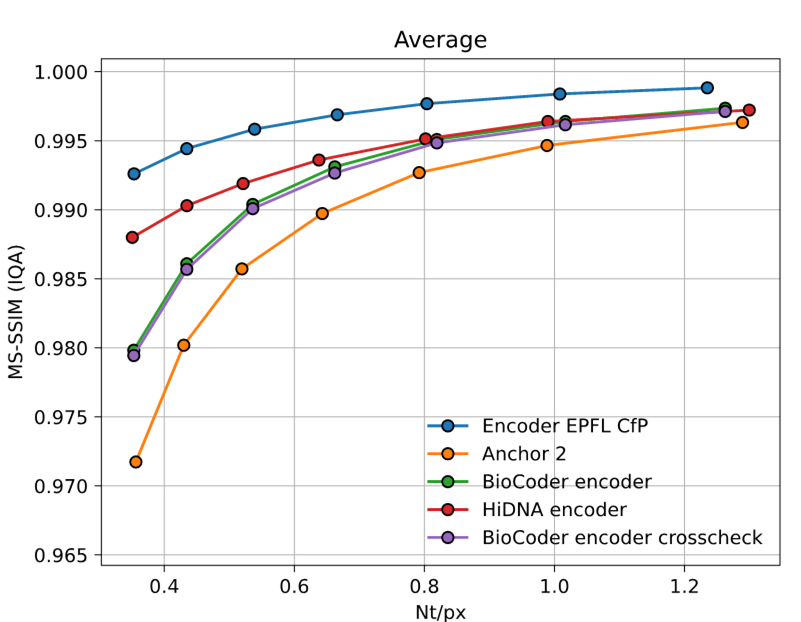 Average
MS-SSIM (IQA)
1.000
0.995
0.990
0.985
0.980
0.975
0.970
0.965
Encoder EPFL CfP
Anchor 2
BioCoder encoder
HiDNA encoder
BioCoder encoder crosscheck
0.4 0.6 0.8 1.0 1.2
Nt/px